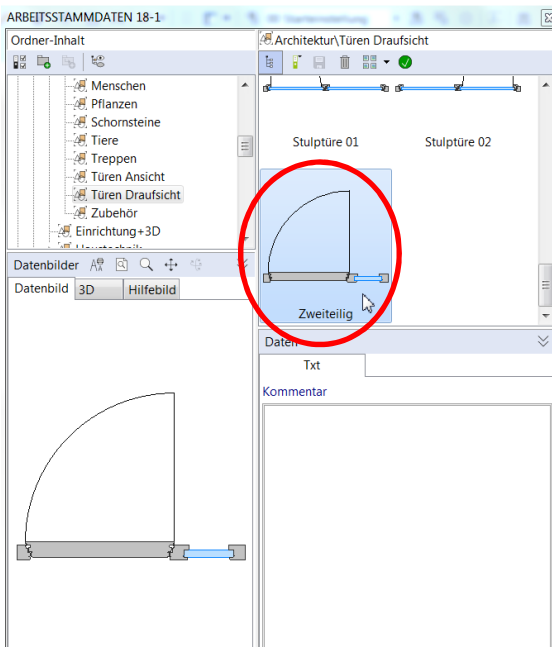 ARBEITSSTAMMDATEN 18-1
Ordner-Inhalt
Menschen
Pflanzen
Schornsteine
Tiere
Treppen
Türen Ansicht
Türen Draufsicht
Zubehör
Einrichtung+3D
Haustechnik
Datenbilder
Datenbild 3D Hilfebild
Architektur\Türen Draufsicht
Stulptüre 01 Stulptüre 02
Zweiteilig
Daten
Txt
Kommentar